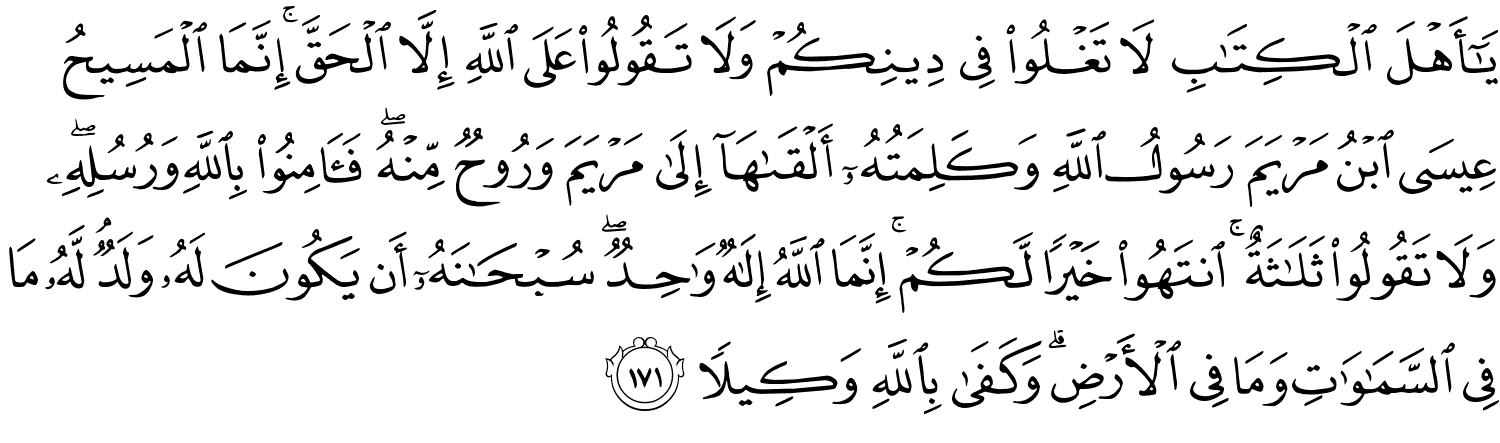 يَـٰٓأَهْلَ ٱلْكِتَـٰبِ لَا تَغْلُوا۟ فِى دِينِكُمْ وَلَا تَقُولُوا۟ عَلَى ٱللَّهِ إِلَّا ٱلْحَقَّ ۚ إِنَّمَا ٱلْمَسِيحُ
عِيسَى ٱبْنُ مَرْيَمَ رَسُولُ ٱللَّهِ وَكَلِمَتُهُۥٓ أَلْقَىٰهَآ إِلَىٰ مَرْيَمَ وَرُوحٌ مِّنْهُ ۖ فَـَٔامِنُوا۟ بِٱللَّهِ وَرُسُلِهِۦ ۖ
وَلَا تَقُولُوا۟ ثَلَـٰثَةٌ ۚ ٱنتَهُوا۟ خَيْرًا لَّكُمْ ۚ إِنَّمَا ٱللَّهُ إِلَـٰهٌ وَٰحِدٌ ۖ سُبْحَـٰنَهُۥٓ أَن يَكُونَ لَهُۥ وَلَدٌ ۘ لَّهُۥ مَا
فِى ٱلسَّمَـٰوَٰتِ وَمَا فِى ٱلْأَرْضِ ۗ وَكَفَىٰ بِٱللَّهِ وَكِيلًا ١٧١